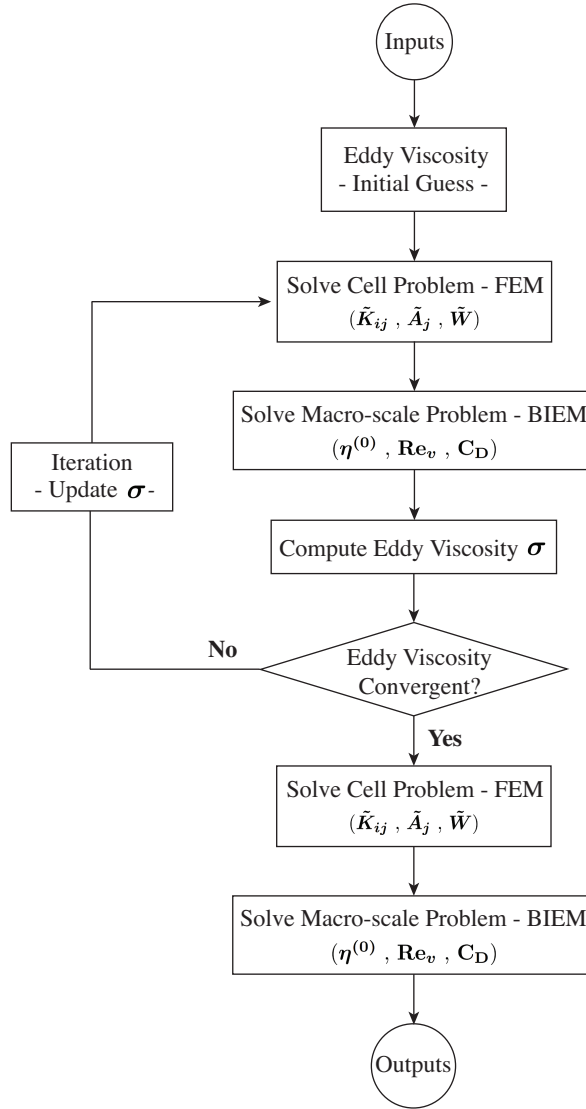 Inputs
Eddy Viscosity
- Initial Guess -
Solve Cell Problem - FEM
(K̃ij , Ãj , W̃)
Solve Macro-scale Problem - BIEM
(η(0) , Rev , CD)
Iteration
- Update σ-
Compute Eddy Viscosity σ
No
Eddy Viscosity
Convergent?
Yes
Solve Cell Problem - FEM
(K̃ij , Ãj , W̃)
Solve Macro-scale Problem - BIEM
(η(0) , Rev , CD)
Outputs